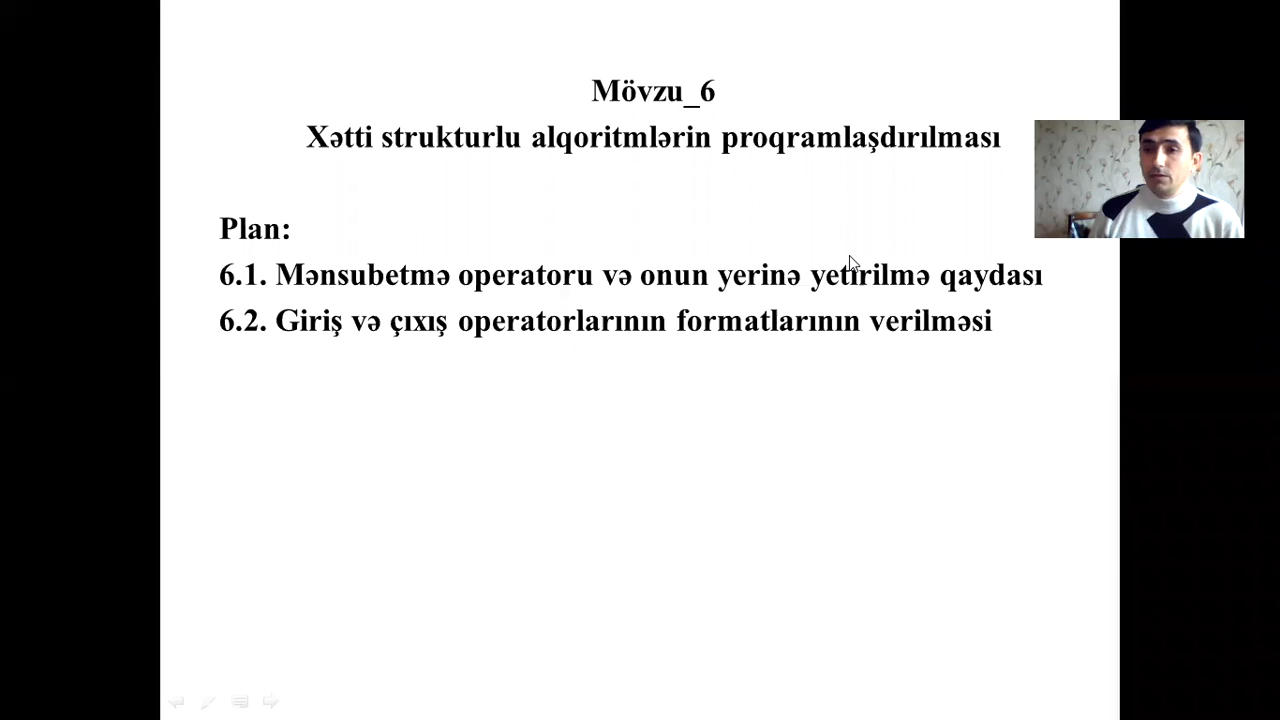 Mövzu_6
Xətti strukturlu alqoritmlərin proqramlaşdırılması
Plan:
6.1. Mənsubetmə operatoru və onun yerinə yetirilmə qaydası
6.2. Giriş və çıxış operatorlarının formatlarının verilməsi